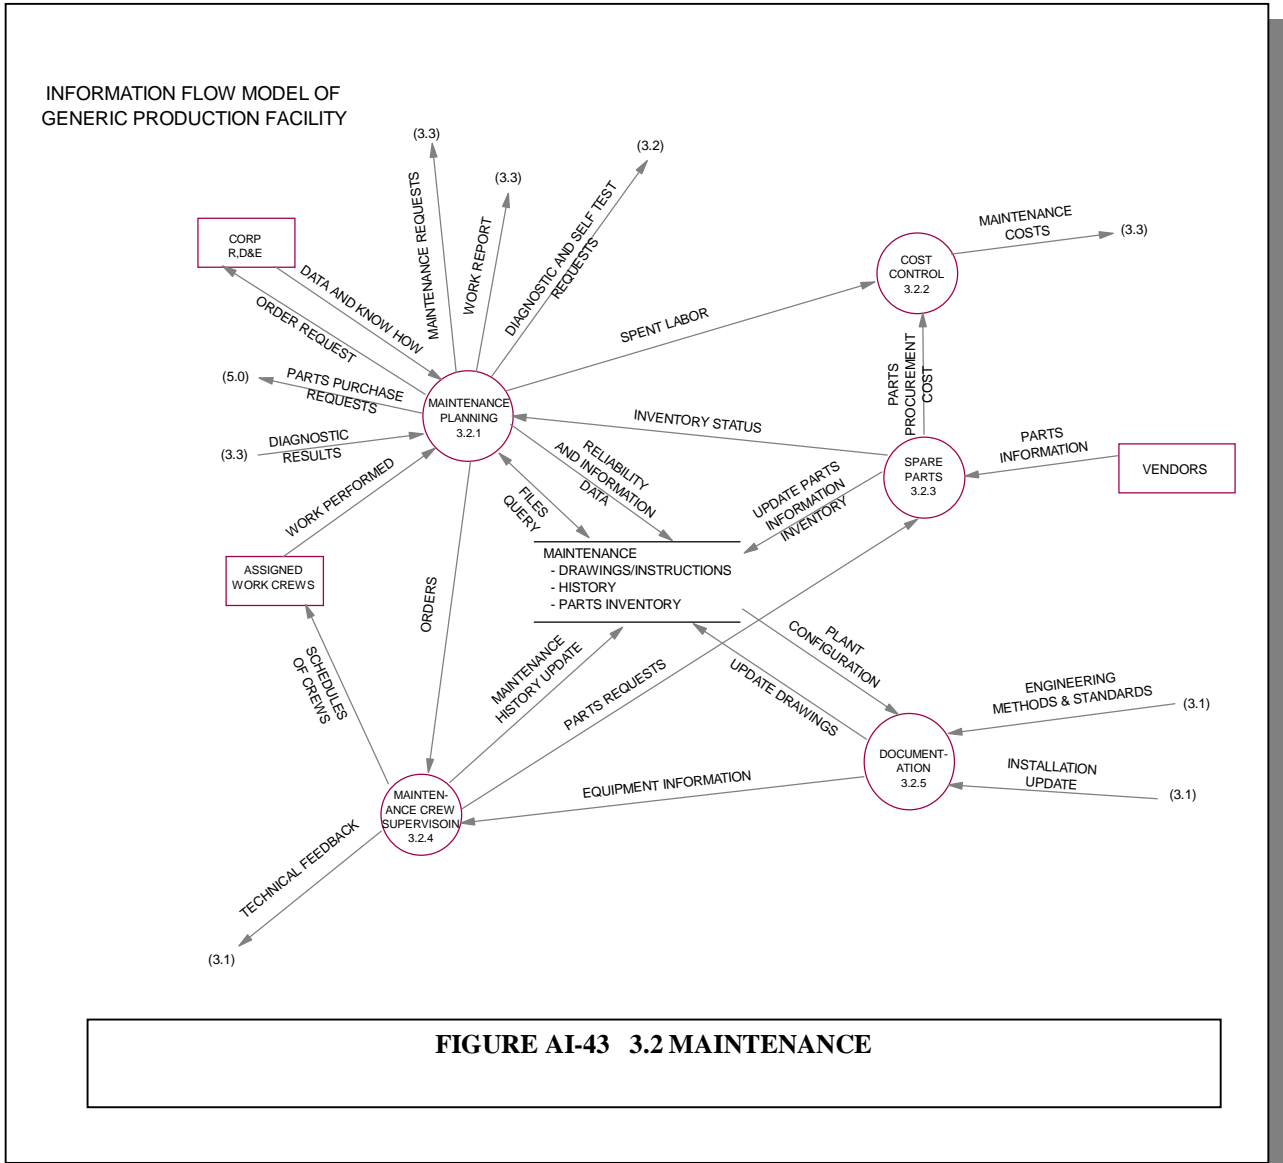 INFORMATION FLOW MODEL OF
GENERIC PRODUCTION FACILITY
(3.3)
(3.2)
(3.3)
MAINTENANCE REQUESTS
WORK REPORT
DIAGNOSTIC AND SELF TEST
REQUESTS
MAINTENANCE
COSTS
(3.3)
CORP
R,D&E
DATA AND KNOW HOW
ORDER REQUEST
COST
CONTROL
3.2.2
SPENT LABOR
(5.0)
PARTS PURCHASE
REQUESTS
MAINTENANCE
PLANNING
3.2.1
PARTS
PROCUREMENT
COST
INVENTORY STATUS
(3.3)
DIAGNOSTIC
RESULTS
RELIABILITY
AND INFORMATION
DATA
PARTS
INFORMATION
VENDORS
SPARE
PARTS
3.2.3
WORK PERFORMED
FILES
QUERY
UPDATE PARTS
INFORMATION
INVENTORY
MAINTENANCE
- DRAWINGS/INSTRUCTIONS
- HISTORY
- PARTS INVENTORY
ASSIGNED
WORK CREWS
ORDERS
SCHEDULES
OF CREWS
MAINTENANCE
HISTORY UPDATE
PARTS REQUESTS
UPDATE DRAWINGS
PLANT
CONFIGURATION
ENGINEERING
METHODS & STANDARDS
(3.1)
DOCUMENT-
ATION
3.2.5
INSTALLATION
UPDATE
(3.1)
EQUIPMENT INFORMATION
MAINTEN-
ANCE CREW
SUPERVISOIN
3.2.4
TECHNICAL FEEDBACK
(3.1)
FIGURE AI-43 3.2 MAINTENANCE